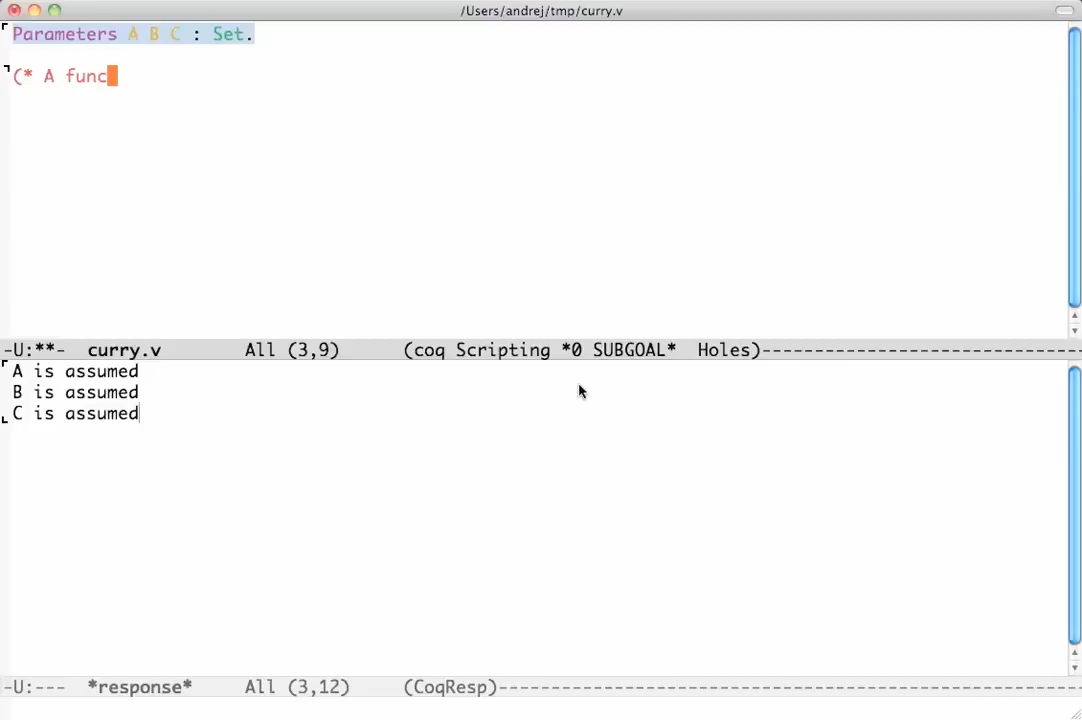 /Users/andrej/tmp/curry.v
Parameters A B C : Set.
(* A func
-U:**-  curry.v        All (3,9)      (coq Scripting *0 SUBGOAL*  Holes)-------------------------------
A is assumed
B is assumed
C is assumed
-U:---  *response*     All (3,12)     (CoqResp)--------------------------------------------------------